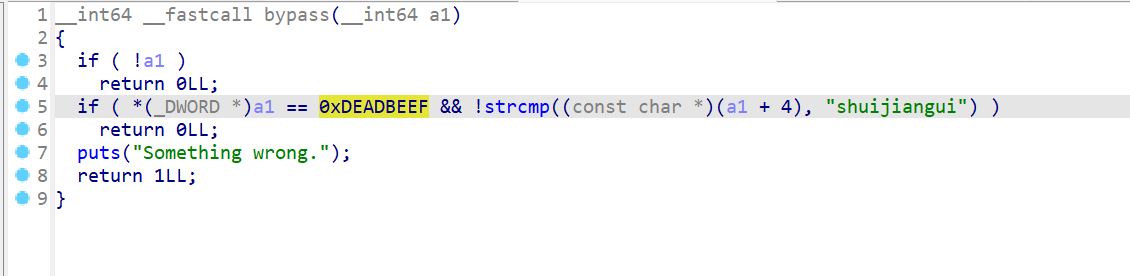 1 __int64 __fastcall bypass(__int64 a1)
2 {
3   if ( !a1 )
4     return 0LL;
5   if ( *(_DWORD *)a1 == 0xDEADBEEF && !strcmp((const char *)(a1 + 4), "shuijiangui") )
6     return 0LL;
7   puts("Something wrong.");
8   return 1LL;
9 }